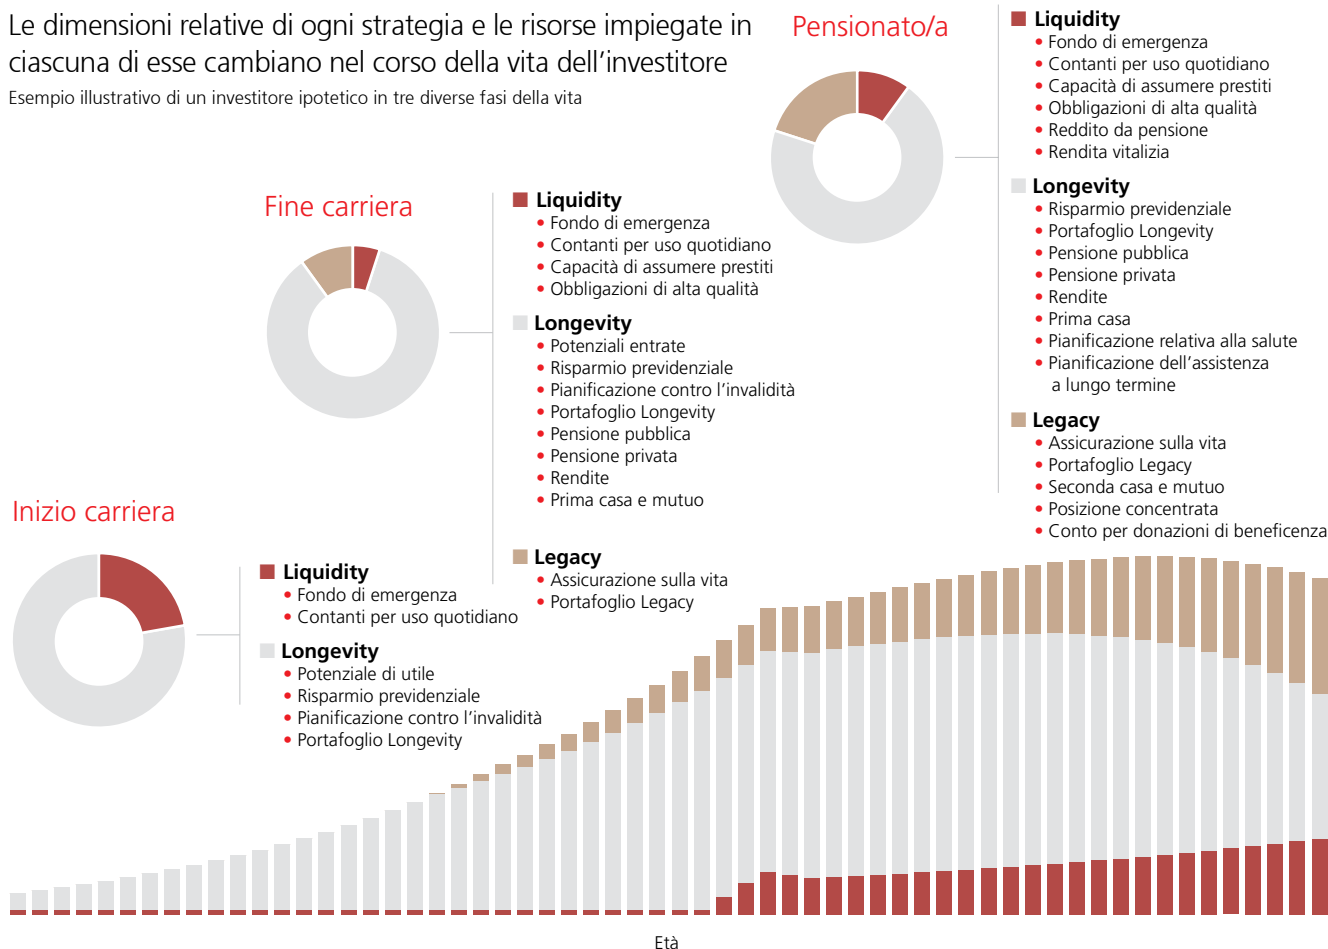 Le dimensioni relative di ogni strategia e le risorse impiegate in
ciascuna di esse cambiano nel corso della vita dell’investitore
Esempio illustrativo di un investitore ipotetico in tre diverse fasi della vita
Inizio carriera
Liquidity
• Fondo di emergenza
• Contanti per uso quotidiano
Longevity
• Potenziale di utile
• Risparmio previdenziale
• Pianificazione contro l’invalidità
• Portafoglio Longevity
Fine carriera
Liquidity
• Fondo di emergenza
• Contanti per uso quotidiano
• Capacità di assumere prestiti
• Obbligazioni di alta qualità
Longevity
• Potenziali entrate
• Risparmio previdenziale
• Pianificazione contro l’invalidità
• Portafoglio Longevity
• Pensione pubblica
• Pensione privata
• Rendite
• Prima casa e mutuo
Legacy
• Assicurazione sulla vita
• Portafoglio Legacy
Pensionato/a
Liquidity
• Fondo di emergenza
• Contanti per uso quotidiano
• Capacità di assumere prestiti
• Obbligazioni di alta qualità
• Reddito da pensione
• Rendita vitalizia
Longevity
• Risparmio previdenziale
• Portafoglio Longevity
• Pensione pubblica
• Pensione privata
• Rendite
• Prima casa
• Pianificazione relativa alla salute
• Pianificazione dell’assistenza
a lungo termine
Legacy
• Assicurazione sulla vita
• Portafoglio Legacy
• Seconda casa e mutuo
• Posizione concentrata
• Conto per donazioni di beneficenza
Età